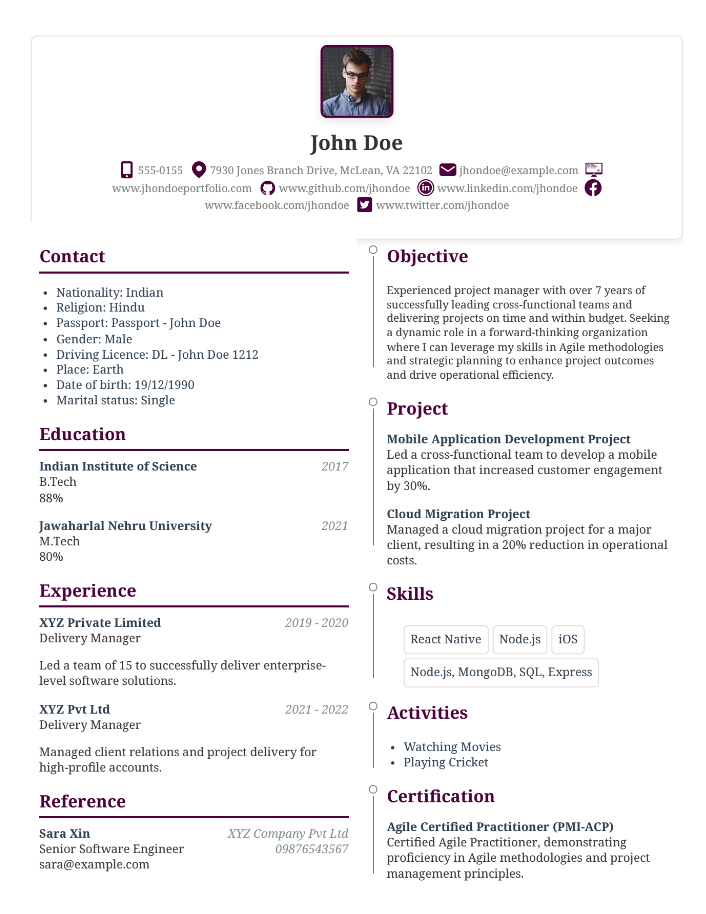 John Doe
555-0155 7930 Jones Branch Drive, McLean, VA 22102 jhondoe@example.com
www.jhondoeportfolio.com www.github.com/jhondoe www.linkedin.com/jhondoe
www.facebook.com/jhondoe www.twitter.com/jhondoe
Contact
• Nationality: Indian
• Religion: Hindu
• Passport: Passport - John Doe
• Gender: Male
• Driving Licence: DL - John Doe 1212
• Place: Earth
• Date of birth: 19/12/1990
• Marital status: Single
Education
Indian Institute of Science 2017
B.Tech
88%
Jawaharlal Nehru University 2021
M.Tech
80%
Experience
XYZ Private Limited 2019 - 2020
Delivery Manager
Led a team of 15 to successfully deliver enterprise-
level software solutions.
XYZ Pvt Ltd 2021 - 2022
Delivery Manager
Managed client relations and project delivery for
high-profile accounts.
Reference
Sara Xin XYZ Company Pvt Ltd
Senior Software Engineer 09876543567
sara@example.com
Objective
Experienced project manager with over 7 years of
successfully leading cross-functional teams and
delivering projects on time and within budget. Seeking
a dynamic role in a forward-thinking organization
where I can leverage my skills in Agile methodologies
and strategic planning to enhance project outcomes
and drive operational efficiency.
Project
Mobile Application Development Project
Led a cross-functional team to develop a mobile
application that increased customer engagement
by 30%.
Cloud Migration Project
Managed a cloud migration project for a major
client, resulting in a 20% reduction in operational
costs.
Skills
React Native Node.js iOS
Node.js, MongoDB, SQL, Express
Activities
• Watching Movies
• Playing Cricket
Certification
Agile Certified Practitioner (PMI-ACP)
Certified Agile Practitioner, demonstrating
proficiency in Agile methodologies and project
management principles.